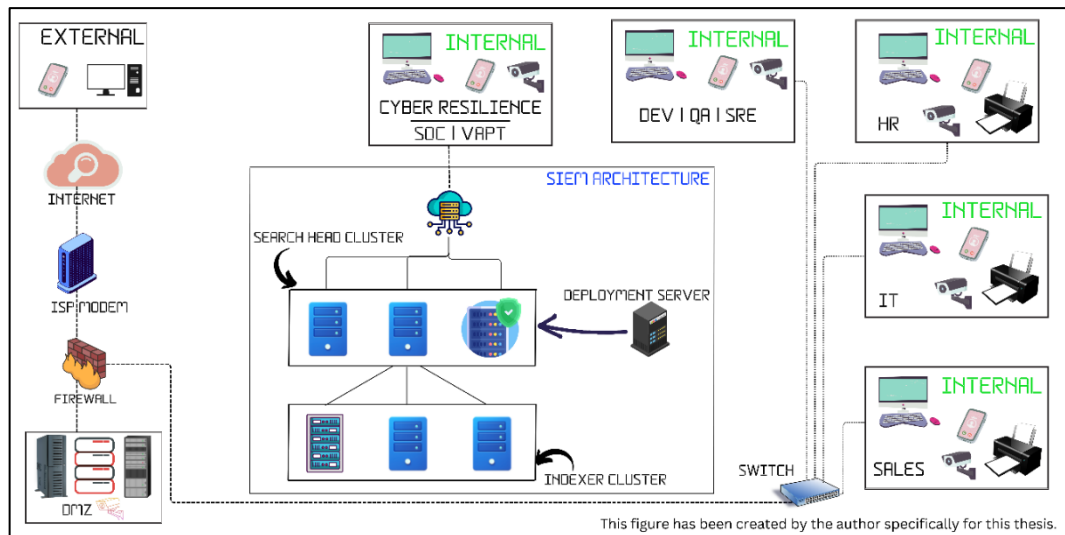 EXTERNAL
INTERNET
ISP MODEM
FIREWALL
DMZ
INTERNAL
CYBER RESILIENCE
SOC | VAPT
SIEM ARCHITECTURE
SEARCH HEAD CLUSTER
DEPLOYMENT SERVER
INDEXER CLUSTER
INTERNAL
DEV | QA | SRE
INTERNAL
HR
INTERNAL
IT
INTERNAL
SALES
SWITCH
This figure has been created by the author specifically for this thesis.